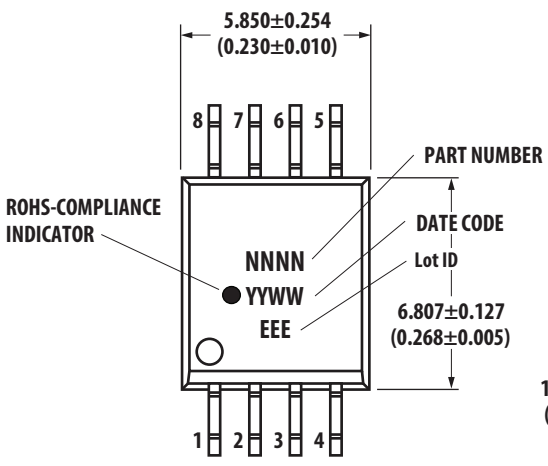 5.850±0.254
(0.230±0.010)
8 7 6 5
PART NUMBER
ROHS-COMPLIANCE
INDICATOR
DATE CODE
NNNN
Lot ID
YYWW
EEE
6.807±0.127
(0.268±0.005)
1
(
1 2 3 4